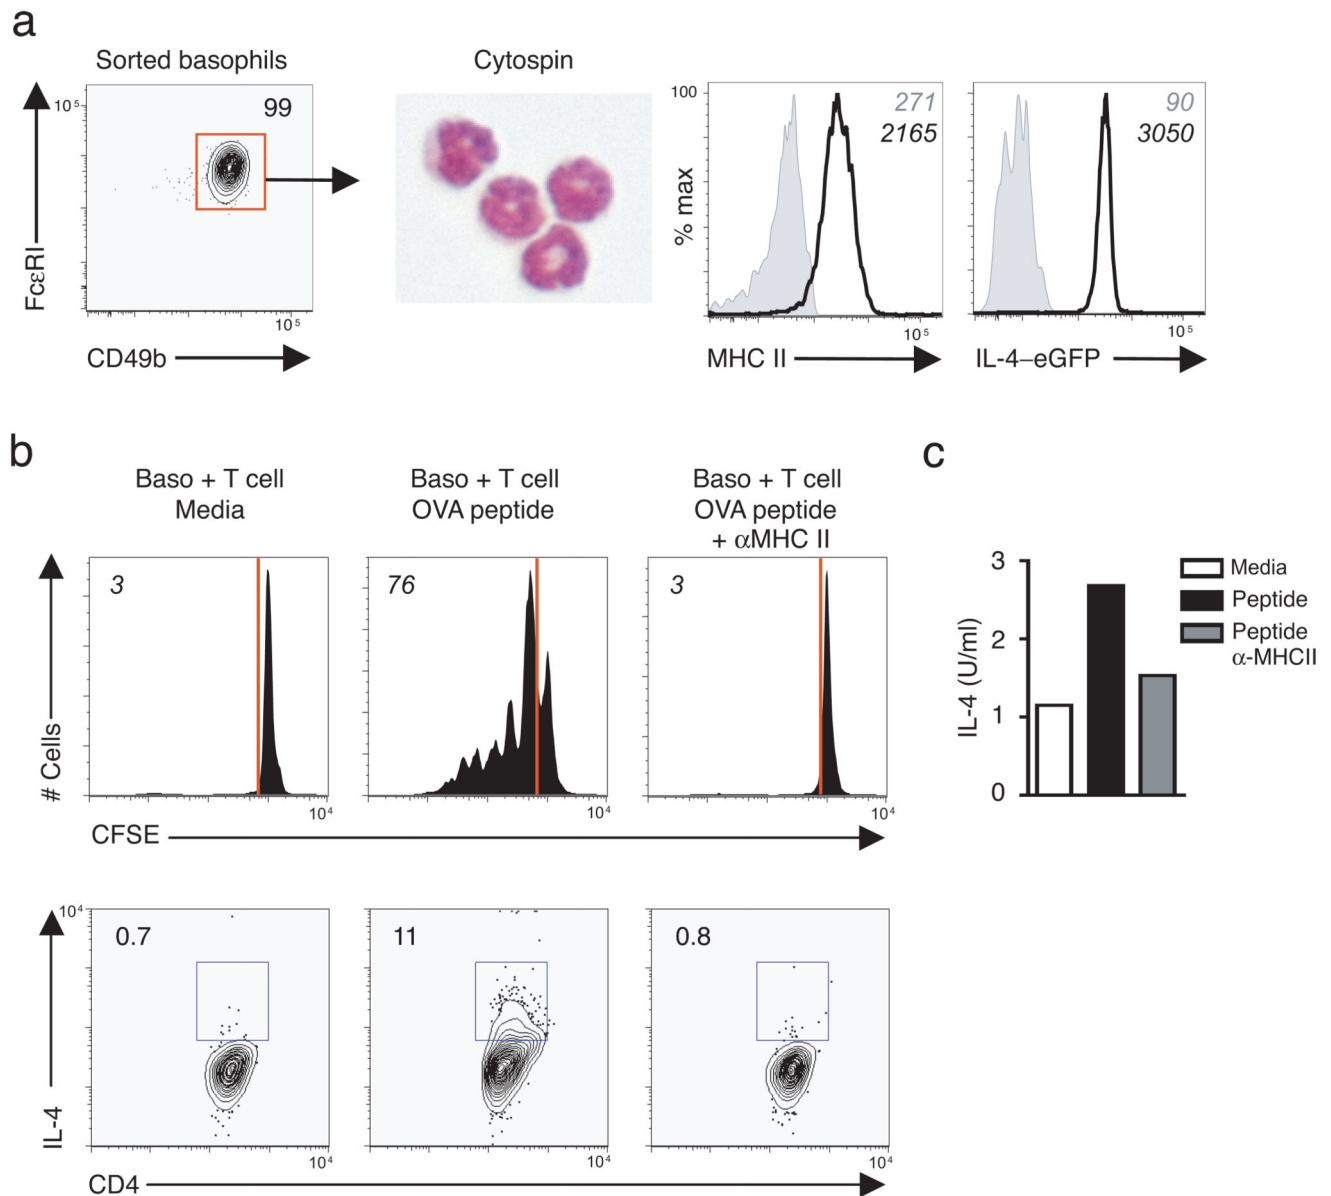 a
Sorted basophils
Cytospin
99
10⁵
FcεRI
10⁵
CD49b
100
% max
271
2165
10⁵
MHC II
90
3050
10⁵
IL-4–eGFP
b
Baso + T cell
Media
Baso + T cell
OVA peptide
Baso + T cell
OVA peptide
+ αMHC II
3
76
3
# Cells
10⁴
10⁴
10⁴
CFSE
10⁴
0.7
11
0.8
IL-4
10⁴
10⁴
10⁴
CD4
c
3
2
1
0
IL-4 (U/ml)
Media
Peptide
Peptide
α-MHCII